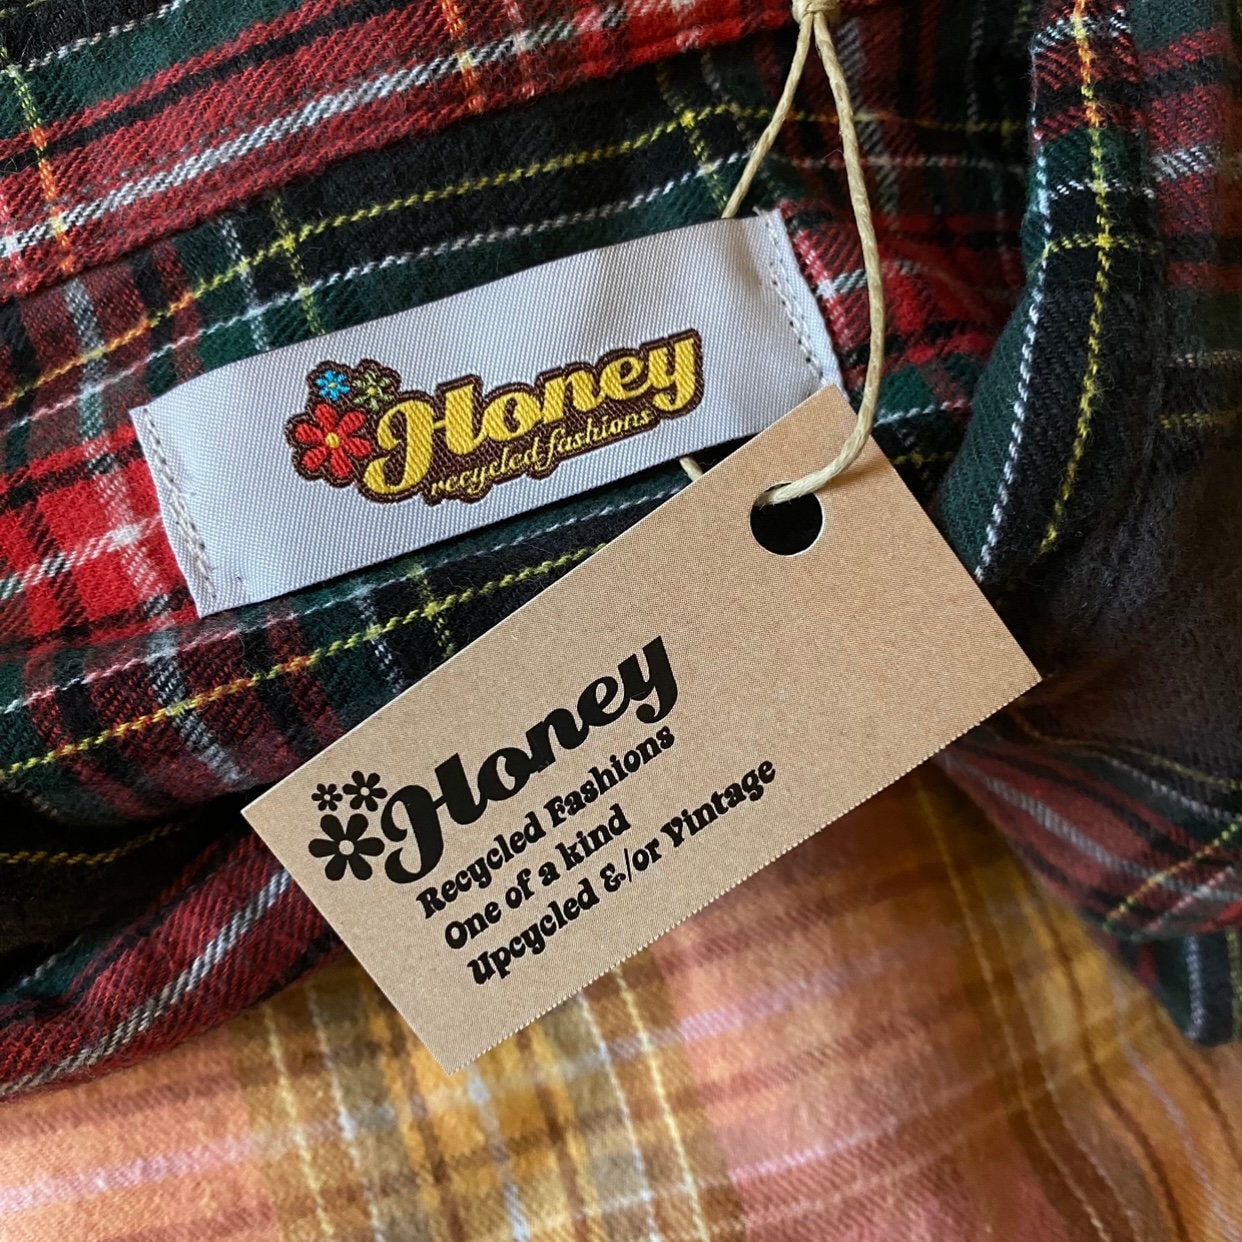 Honey
recycled fashions
Honey
Recycled Fashions
One of a kind
Upcycled &/or Vintage